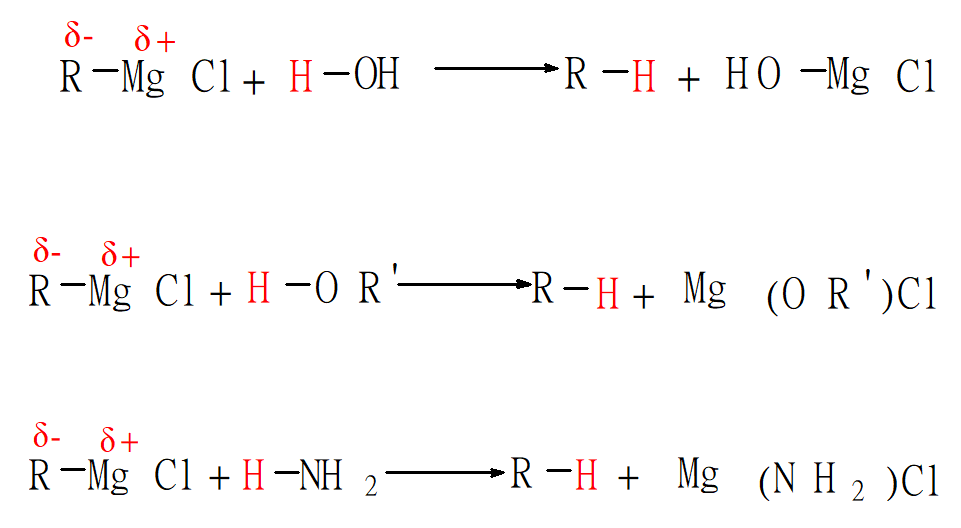 δ- δ+
R—Mg Cl + H—OH ⟶ R—H + HO—Mg Cl
δ- δ+
R—Mg Cl + H—O R' ⟶ R—H + Mg (O R')Cl
δ- δ+
R—Mg Cl + H—NH₂ ⟶ R—H + Mg (N H₂)Cl